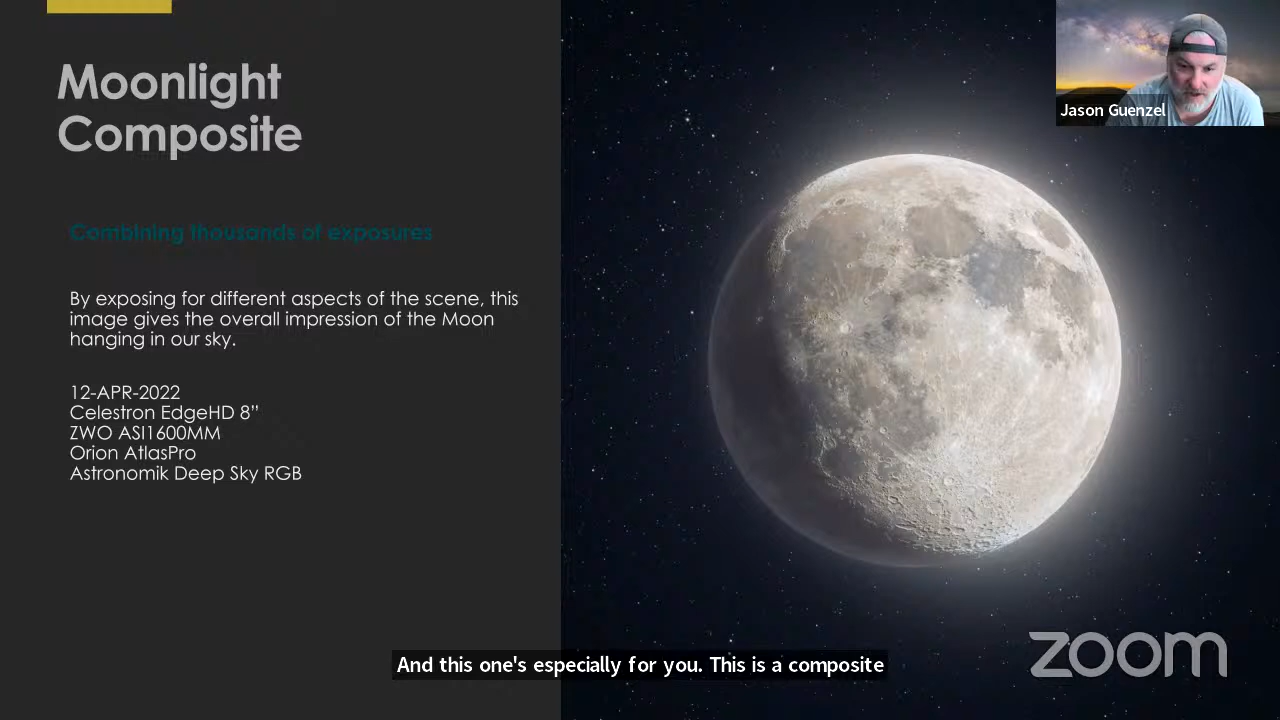 Moonlight
Composite
Combining thousands of exposures
By exposing for different aspects of the scene, this
image gives the overall impression of the Moon
hanging in our sky.
12-APR-2022
Celestron EdgeHD 8”
ZWO ASI1600MM
Orion AtlasPro
Astronomik Deep Sky RGB
Jason Guenzel
zoom
And this one's especially for you. This is a composite